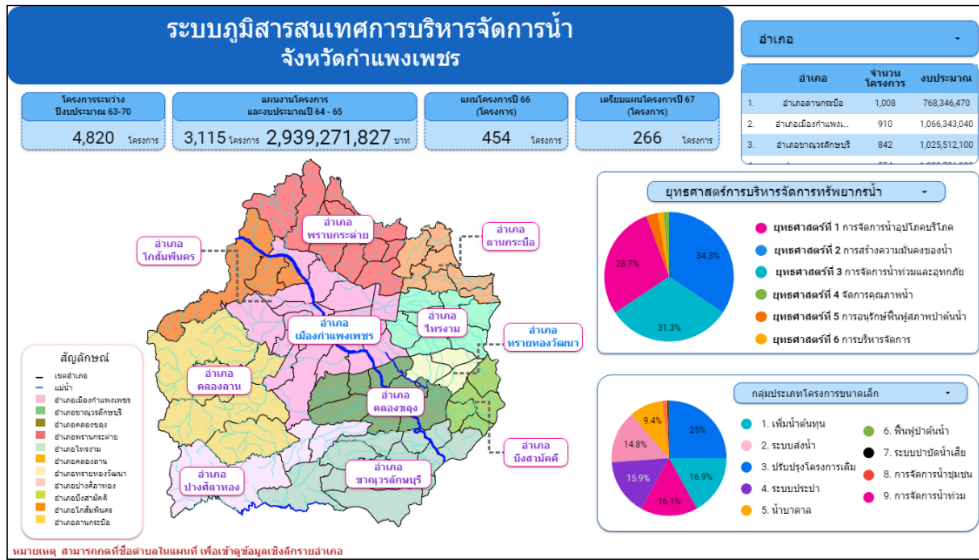 ระบบภูมิสารสนเทศการบริหารจัดการน้ำ
จังหวัดกำแพงเพชร
อำเภอ
โครงการระหว่าง
ปีงบประมาณ 63-70
4,820 โครงการ
แผนงานโครงการ
และงบประมาณปี 64 - 65
3,115 โครงการ 2,939,271,827 บาท
แผนโครงการปี 66
(โครงการ)
454 โครงการ
เตรียมแผนโครงการปี 67
(โครงการ)
266 โครงการ
อำเภอ จำนวนโครงการ งบประมาณ
1. อำเภอลานกระบือ 1,008 768,346,470
2. อำเภอเมืองกำแพง... 910 1,066,343,040
3. อำเภอขาณุวรลักษบุรี 842 1,025,512,100
อำเภอ
พรานกระต่าย
อำเภอ
โกสัมพีนคร
อำเภอ
ลานกระบือ
อำเภอ
ไทรงาม
อำเภอ
เมืองกำแพงเพชร
อำเภอ
ทรายทองวัฒนา
อำเภอ
คลองลาน
อำเภอ
คลองขลุง
อำเภอ
บึงสามัคคี
อำเภอ
ปางศิลาทอง
อำเภอ
ขาณุวรลักษบุรี
สัญลักษณ์
เขตอำเภอ
แม่น้ำ
อำเภอเมืองกำแพงเพชร
อำเภอขาณุวรลักษบุรี
อำเภอคลองขลุง
อำเภอพรานกระต่าย
อำเภอไทรงาม
อำเภอคลองลาน
อำเภอทรายทองวัฒนา
อำเภอปางศิลาทอง
อำเภอบึงสามัคคี
อำเภอโกสัมพีนคร
อำเภอลานกระบือ
ยุทธศาสตร์การบริหารจัดการทรัพยากรน้ำ
28.7%
34.3%
31.3%
ยุทธศาสตร์ที่ 1 การจัดการน้ำอุปโภคบริโภค
ยุทธศาสตร์ที่ 2 การสร้างความมั่นคงของน้ำ
ยุทธศาสตร์ที่ 3 การจัดการน้ำท่วมและอุทกภัย
ยุทธศาสตร์ที่ 4 จัดการคุณภาพน้ำ
ยุทธศาสตร์ที่ 5 การอนุรักษ์ฟื้นฟูสภาพป่าต้นน้ำ
ยุทธศาสตร์ที่ 6 การบริหารจัดการ
กลุ่มประเภทโครงการขนาดเล็ก
9.4%
25%
14.8%
15.9%
16.9%
16.1%
1. เพิ่มน้ำต้นทุน
2. ระบบส่งน้ำ
3. ปรับปรุงโครงการเดิม
4. ระบบประปา
5. น้ำบาดาล
6. ฟื้นฟูป่าต้นน้ำ
7. ระบบบำบัดน้ำเสีย
8. การจัดการน้ำชุมชน
9. การจัดการน้ำท่วม
หมายเหตุ สามารถกดที่ชื่อตำบลในแผนที่ เพื่อเข้าดูข้อมูลเชิงลึกรายอำเภอ